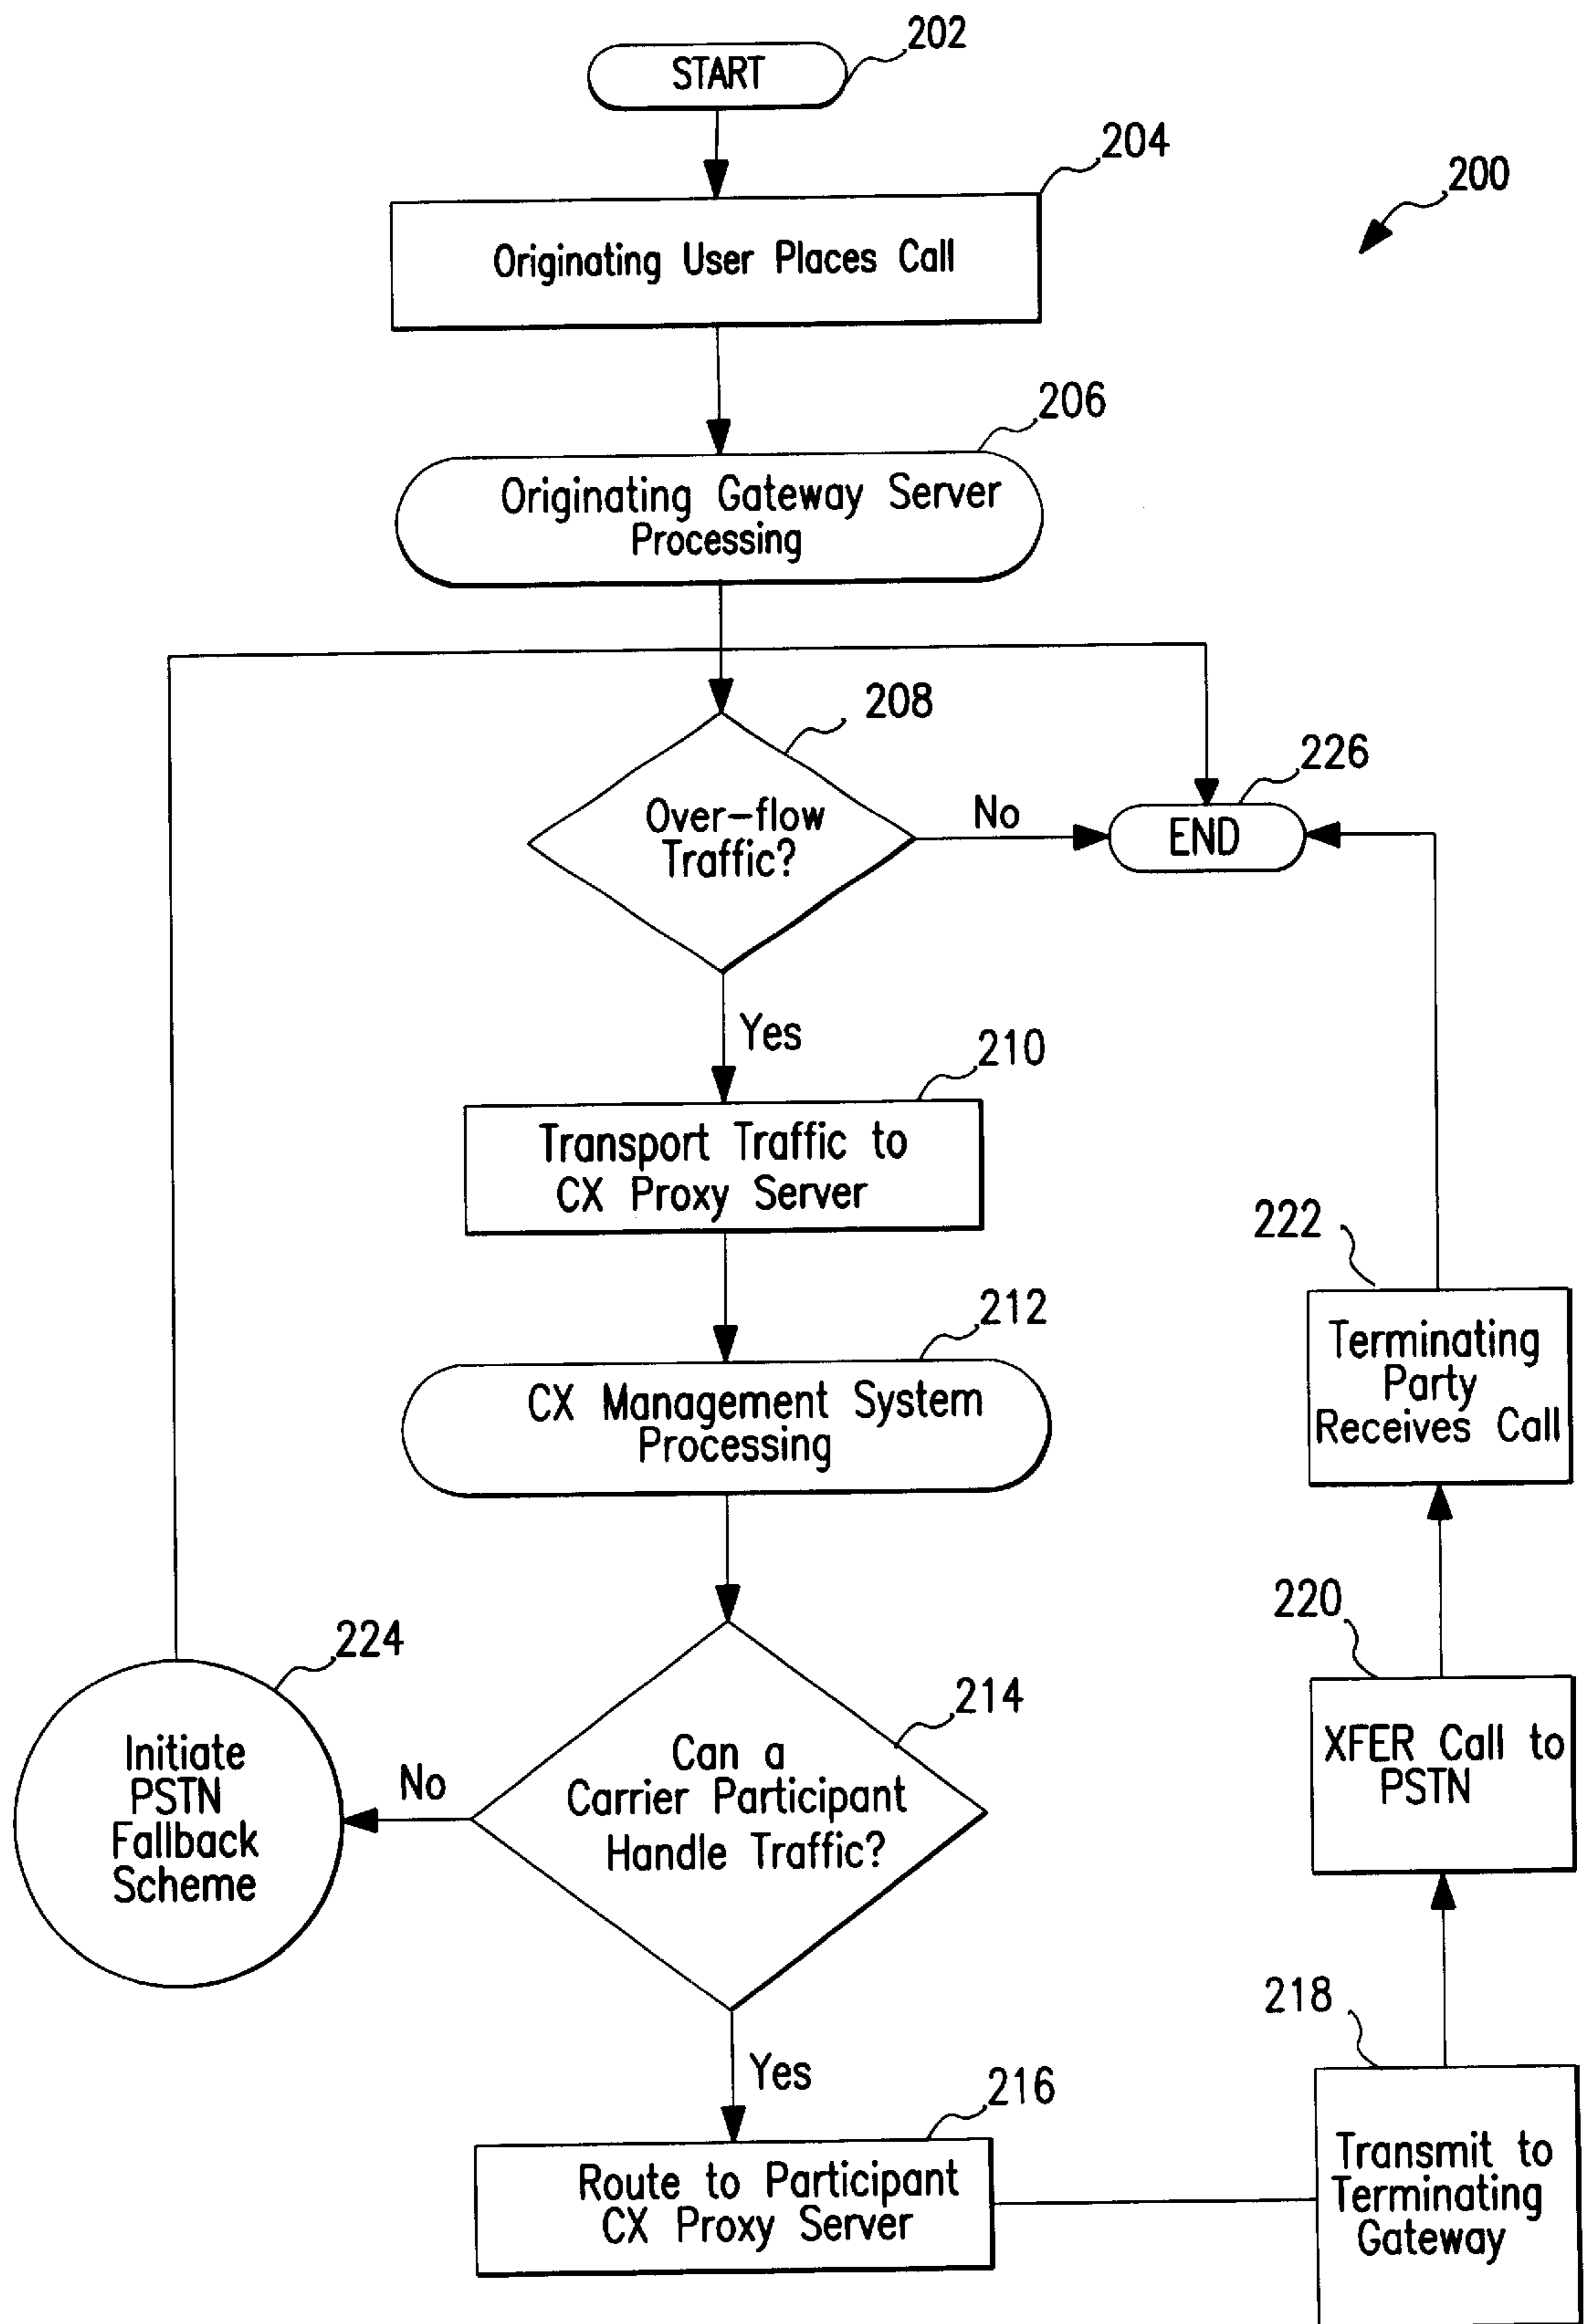 202
START
204
200
Originating User Places Call
206
Originating Gateway Server
Processing
208
226
Over-flow
Traffic?
No
END
Yes
210
Transport Traffic to
CX Proxy Server
222
212
Terminating
Party
Receives Call
CX Management System
Processing
220
224
214
XFER Call to
PSTN
Initiate
PSTN
Fallback
Scheme
No
Can a
Carrier Participant
Handle Traffic?
218
Yes
216
Transmit to
Terminating
Gateway
Route to Participant
CX Proxy Server